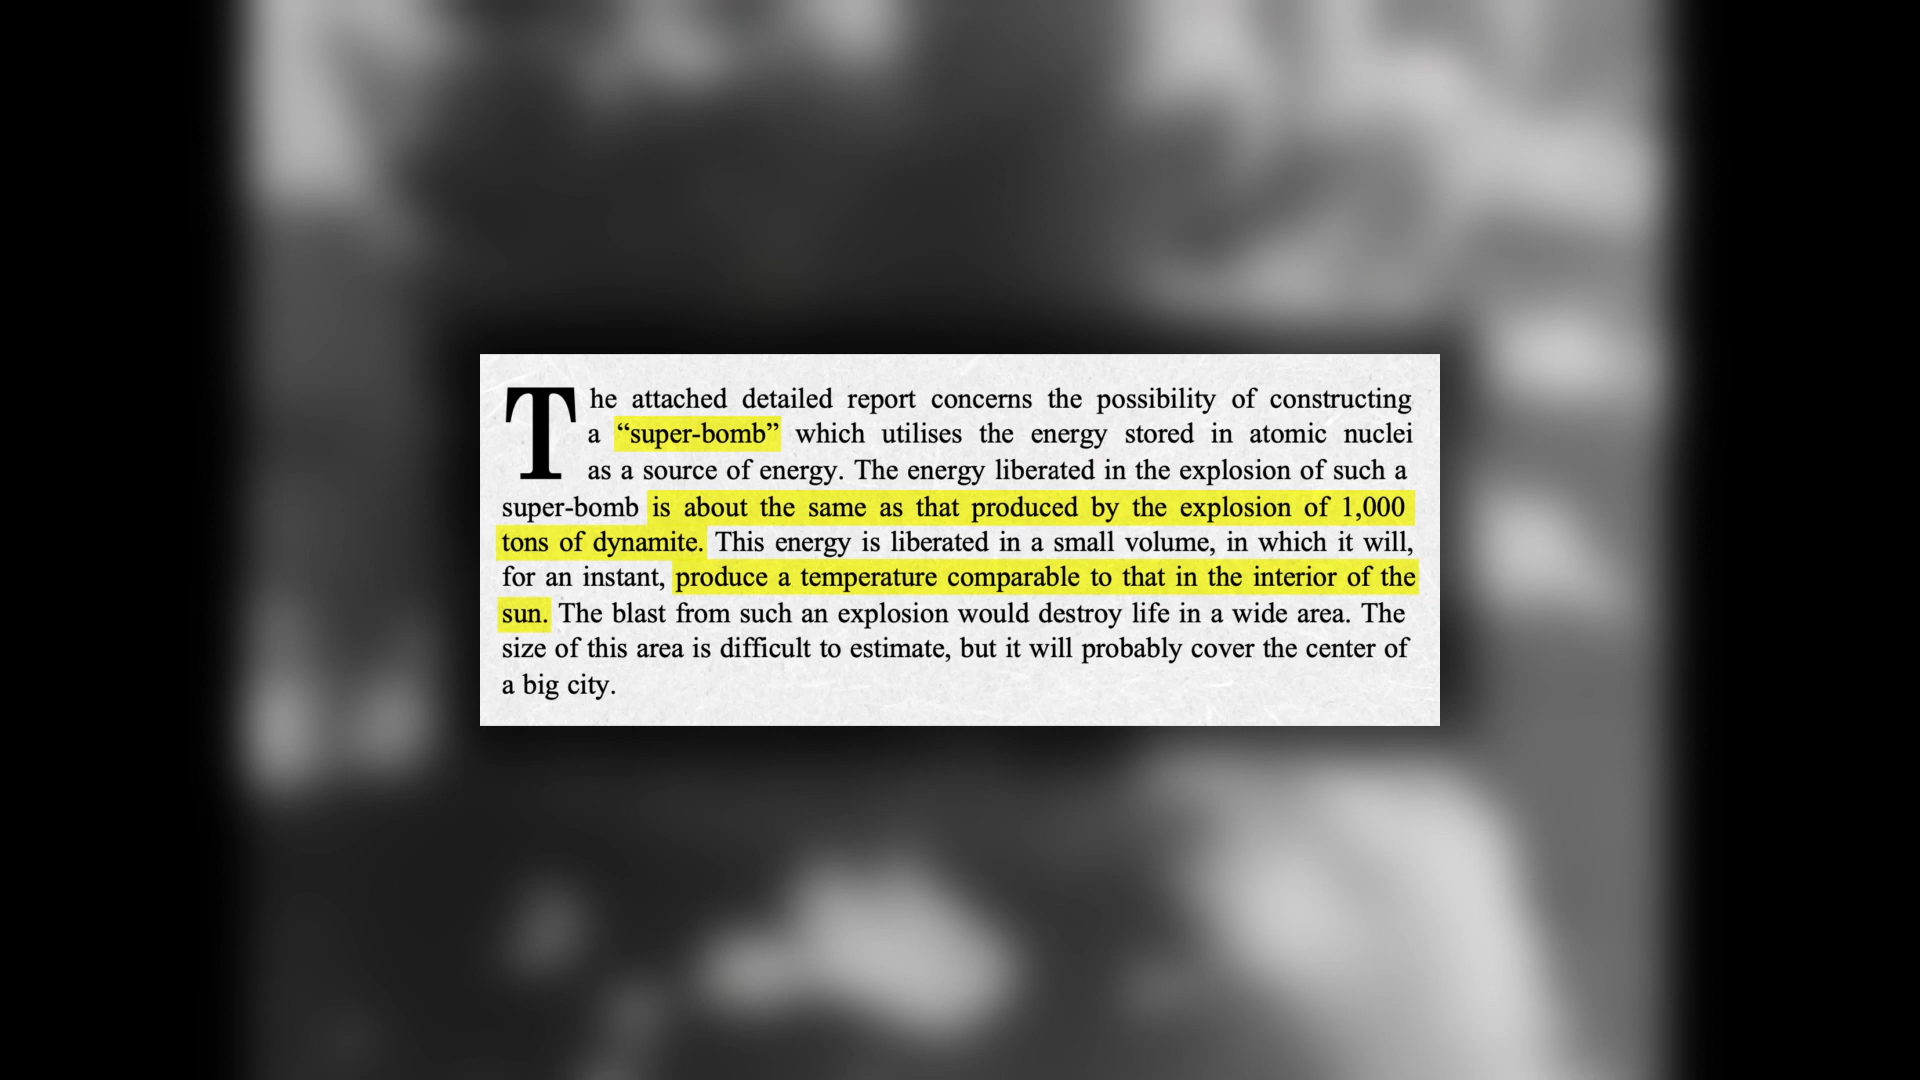 The attached detailed report concerns the possibility of constructing
a “super-bomb” which utilises the energy stored in atomic nuclei
as a source of energy. The energy liberated in the explosion of such a
super-bomb is about the same as that produced by the explosion of 1,000
tons of dynamite. This energy is liberated in a small volume, in which it will,
for an instant, produce a temperature comparable to that in the interior of the
sun. The blast from such an explosion would destroy life in a wide area. The
size of this area is difficult to estimate, but it will probably cover the center of
a big city.